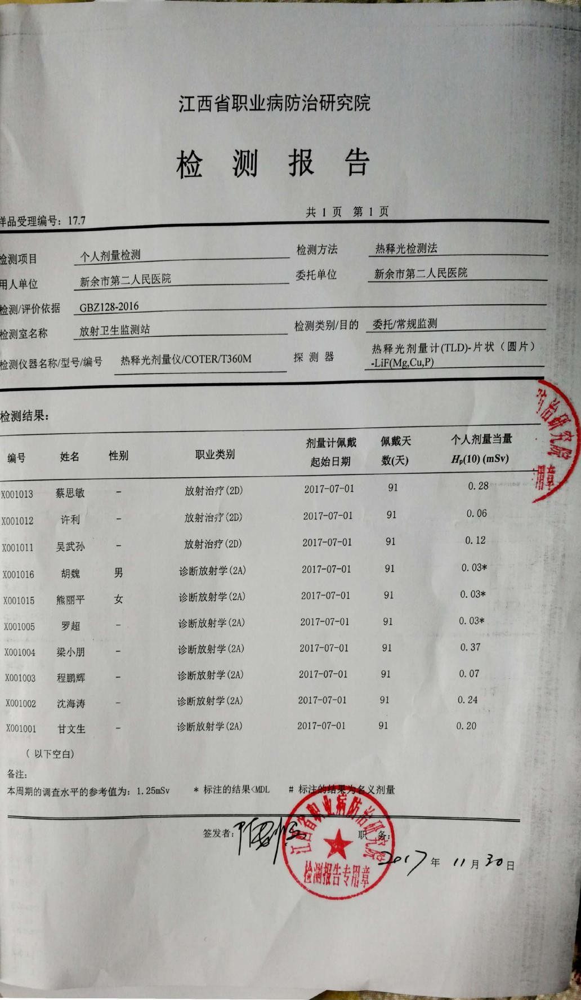 江西省职业病防治研究院
检 测 报 告
样品受理编号：17.7 共 1 页 第 1 页
检测项目 个人剂量检测 检测方法 热释光检测法
用人单位 新余市第二人民医院 委托单位 新余市第二人民医院
检测/评价依据 GBZ128-2016
检测室名称 放射卫生监测站 检测类别/目的 委托/常规监测
检测仪器名称/型号/编号 热释光剂量仪/COTER/T360M 探 测 器 热释光剂量计(TLD)-片状（圆片）
-LiF(Mg,Cu,P)
检测结果：
编号 姓名 性别 职业类别 剂量计佩戴起始日期 佩戴天数(天) 个人剂量当量 Hp(10) (mSv)
X001013 蔡思敏 - 放射治疗(2D) 2017-07-01 91 0.28
X001012 许利 - 放射治疗(2D) 2017-07-01 91 0.06
X001011 吴武孙 - 放射治疗(2D) 2017-07-01 91 0.12
X001016 胡魏 男 诊断放射学(2A) 2017-07-01 91 0.03*
X001015 熊丽平 女 诊断放射学(2A) 2017-07-01 91 0.03*
X001005 罗超 - 诊断放射学(2A) 2017-07-01 91 0.03*
X001004 梁小朋 - 诊断放射学(2A) 2017-07-01 91 0.37
X001003 程鹏辉 - 诊断放射学(2A) 2017-07-01 91 0.07
X001002 沈海涛 - 诊断放射学(2A) 2017-07-01 91 0.24
X001001 甘文生 - 诊断放射学(2A) 2017-07-01 91 0.20
（ 以下空白）
备注：
本周期的调查水平的参考值为：1.25mSv * 标注的结果<MDL # 标注的结果为名义剂量
签发者： 职 务：
2017 年 11 月 30 日
江西省职业病防治研究院
检测报告专用章
防治研究院
用章